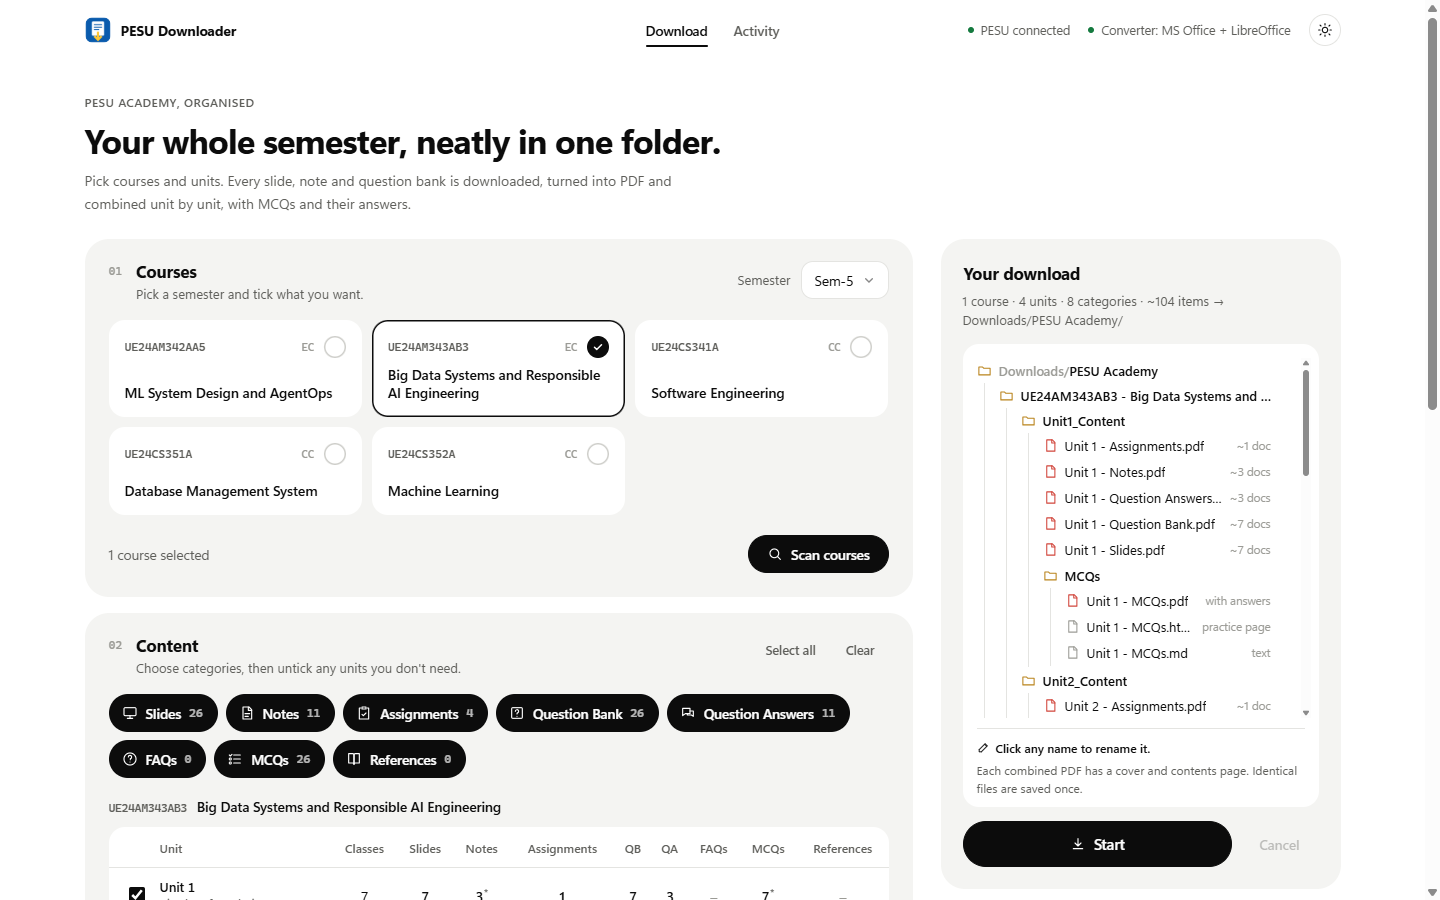 PESU Downloader
Download
Activity
PESU connected
Converter: MS Office + LibreOffice
PESU ACADEMY, ORGANISED
Your whole semester, neatly in one folder.
Pick courses and units. Every slide, note and question bank is downloaded, turned into PDF and
combined unit by unit, with MCQs and their answers.
01 Courses
Pick a semester and tick what you want.
Semester Sem-5
UE24AM342AA5 EC
ML System Design and AgentOps
UE24AM343AB3 EC
Big Data Systems and Responsible
AI Engineering
UE24CS341A CC
Software Engineering
UE24CS351A CC
Database Management System
UE24CS352A CC
Machine Learning
1 course selected
Scan courses
02 Content
Choose categories, then untick any units you don't need.
Select all
Clear
Slides 26
Notes 11
Assignments 4
Question Bank 26
Question Answers 11
FAQs 0
MCQs 26
References 0
UE24AM343AB3 Big Data Systems and Responsible AI Engineering
Unit Classes Slides Notes Assignments QB QA FAQs MCQs References
Unit 1 7 7 3* 1 7 3 – 7* –
Your download
1 course · 4 units · 8 categories · ~104 items →
Downloads/PESU Academy/
Downloads/PESU Academy
UE24AM343AB3 - Big Data Systems and ...
Unit1_Content
Unit 1 - Assignments.pdf ~1 doc
Unit 1 - Notes.pdf ~3 docs
Unit 1 - Question Answers... ~3 docs
Unit 1 - Question Bank.pdf ~7 docs
Unit 1 - Slides.pdf ~7 docs
MCQs
Unit 1 - MCQs.pdf with answers
Unit 1 - MCQs.ht... practice page
Unit 1 - MCQs.md text
Unit2_Content
Unit 2 - Assignments.pdf ~1 doc
Click any name to rename it.
Each combined PDF has a cover and contents page. Identical
files are saved once.
Start
Cancel